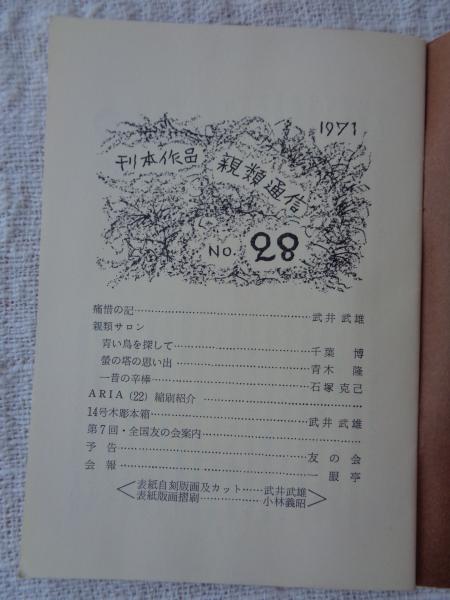 1971
刊本作品
親類通信
No. 28
痛惜の記……………………………武井 武雄
親類サロン
青い鳥を探して……………………千葉 博
螢の塔の思い出……………………青木 隆
一昔の辛棒…………………………石塚 克己
ARIA (22) 縮刷紹介……………………
14号木彫本箱………………………武井 武雄
第7回・全国友の会案内……………………
予告…………………………………友の会
会報…………………………………一服亭
表紙自刻版画及カット……武井武雄
表紙版画摺刷………………小林義昭